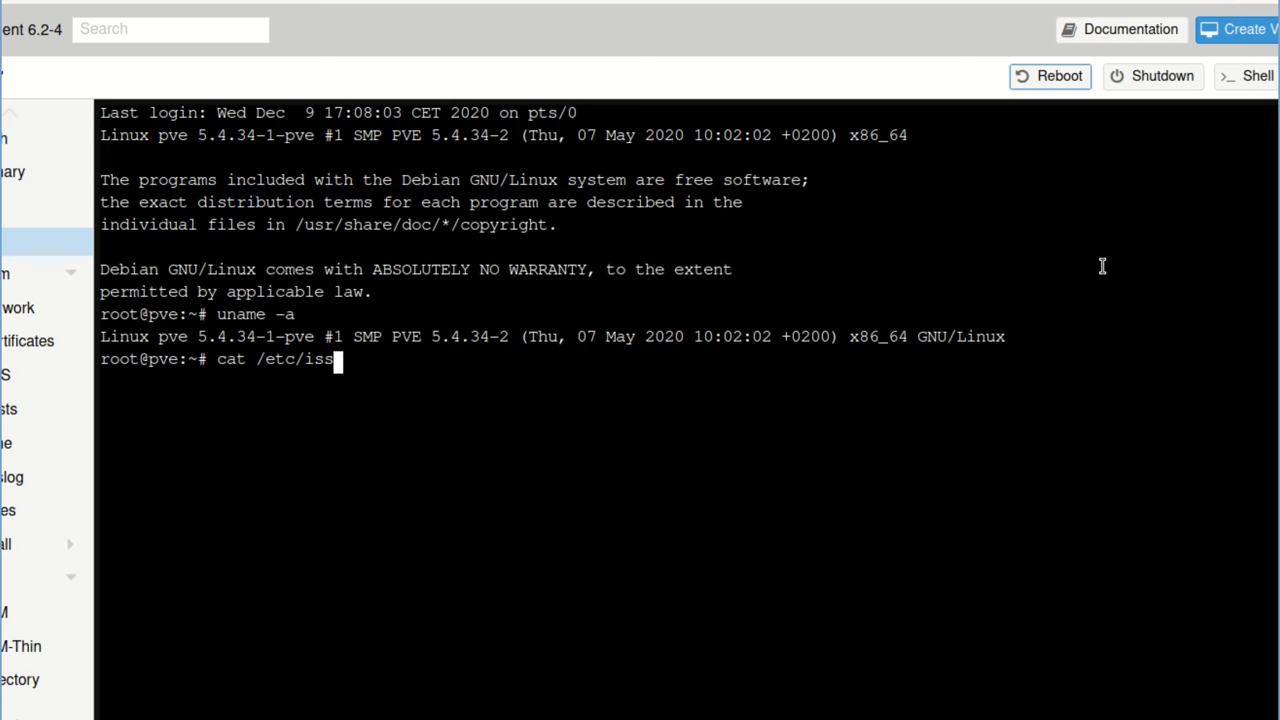 ent 6.2-4
Search
Documentation
Create V
Reboot
Shutdown
Shell
Last login: Wed Dec  9 17:08:03 CET 2020 on pts/0
Linux pve 5.4.34-1-pve #1 SMP PVE 5.4.34-2 (Thu, 07 May 2020 10:02:02 +0200) x86_64
The programs included with the Debian GNU/Linux system are free software;
the exact distribution terms for each program are described in the
individual files in /usr/share/doc/*/copyright.
Debian GNU/Linux comes with ABSOLUTELY NO WARRANTY, to the extent
permitted by applicable law.
root@pve:~# uname -a
Linux pve 5.4.34-1-pve #1 SMP PVE 5.4.34-2 (Thu, 07 May 2020 10:02:02 +0200) x86_64 GNU/Linux
root@pve:~# cat /etc/iss
h
nary
m
work
rtificates
S
sts
ne
slog
es
all
M
M-Thin
ectory